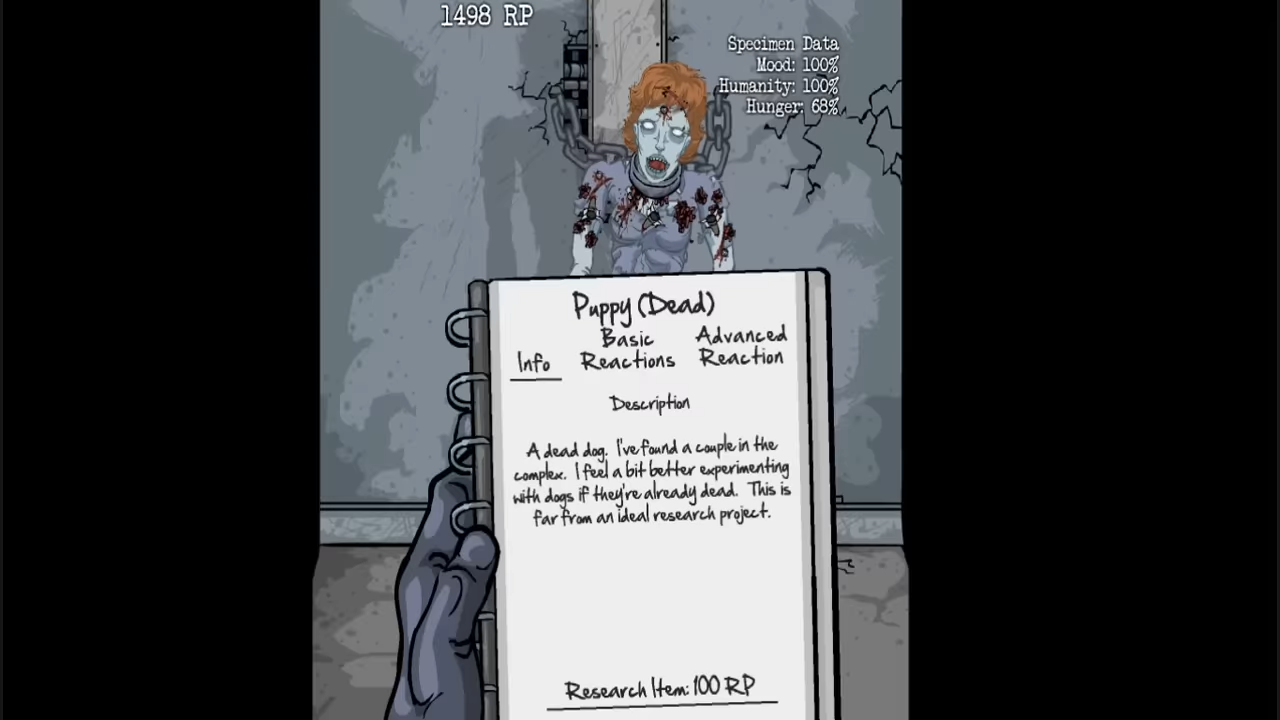 1498 RP
Specimen Data
Mood: 100%
Humanity: 100%
Hunger: 68%
Puppy (Dead)
Info
Basic
Reactions
Advanced
Reaction
Description
A dead dog. I've found a couple in the
complex. I feel a bit better experimenting
with dogs if they're already dead. This is
far from an ideal research project.
Research Item: 100 RP